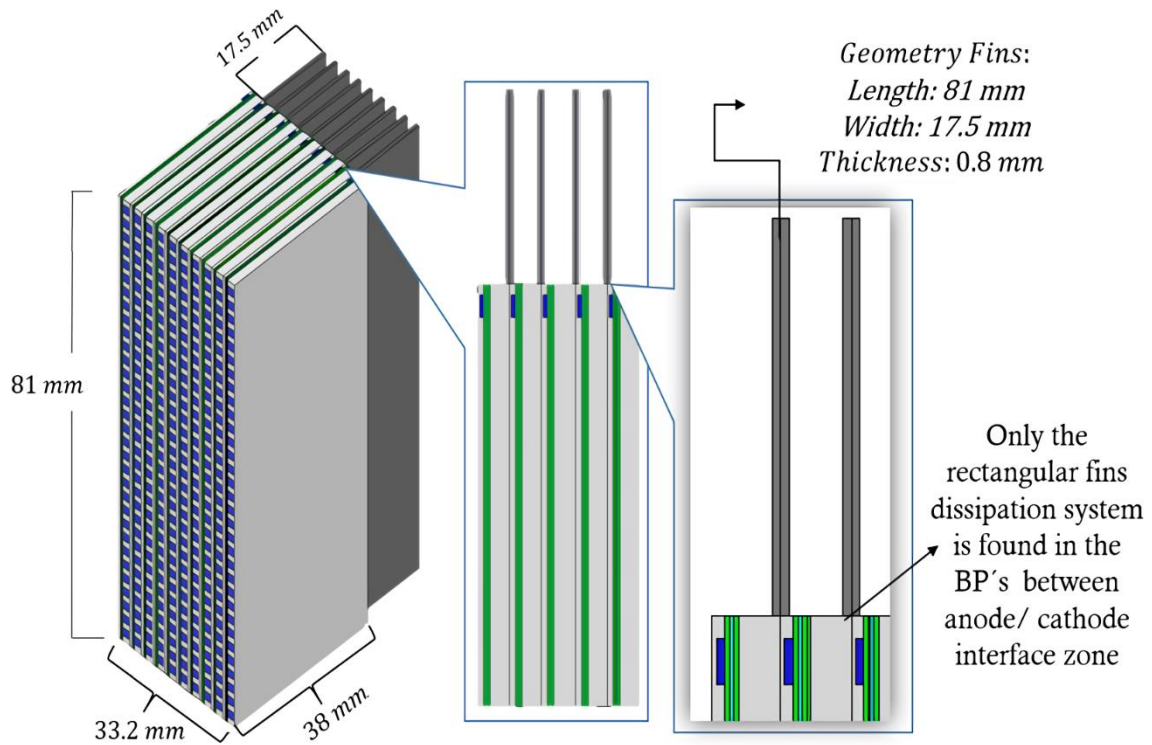 17.5 mm
Geometry Fins:
Length: 81 mm
Width: 17.5 mm
Thickness: 0.8 mm
81 mm
Only the
rectangular fins
dissipation system
is found in the
BP´s between
anode/ cathode
interface zone
33.2 mm
38 mm